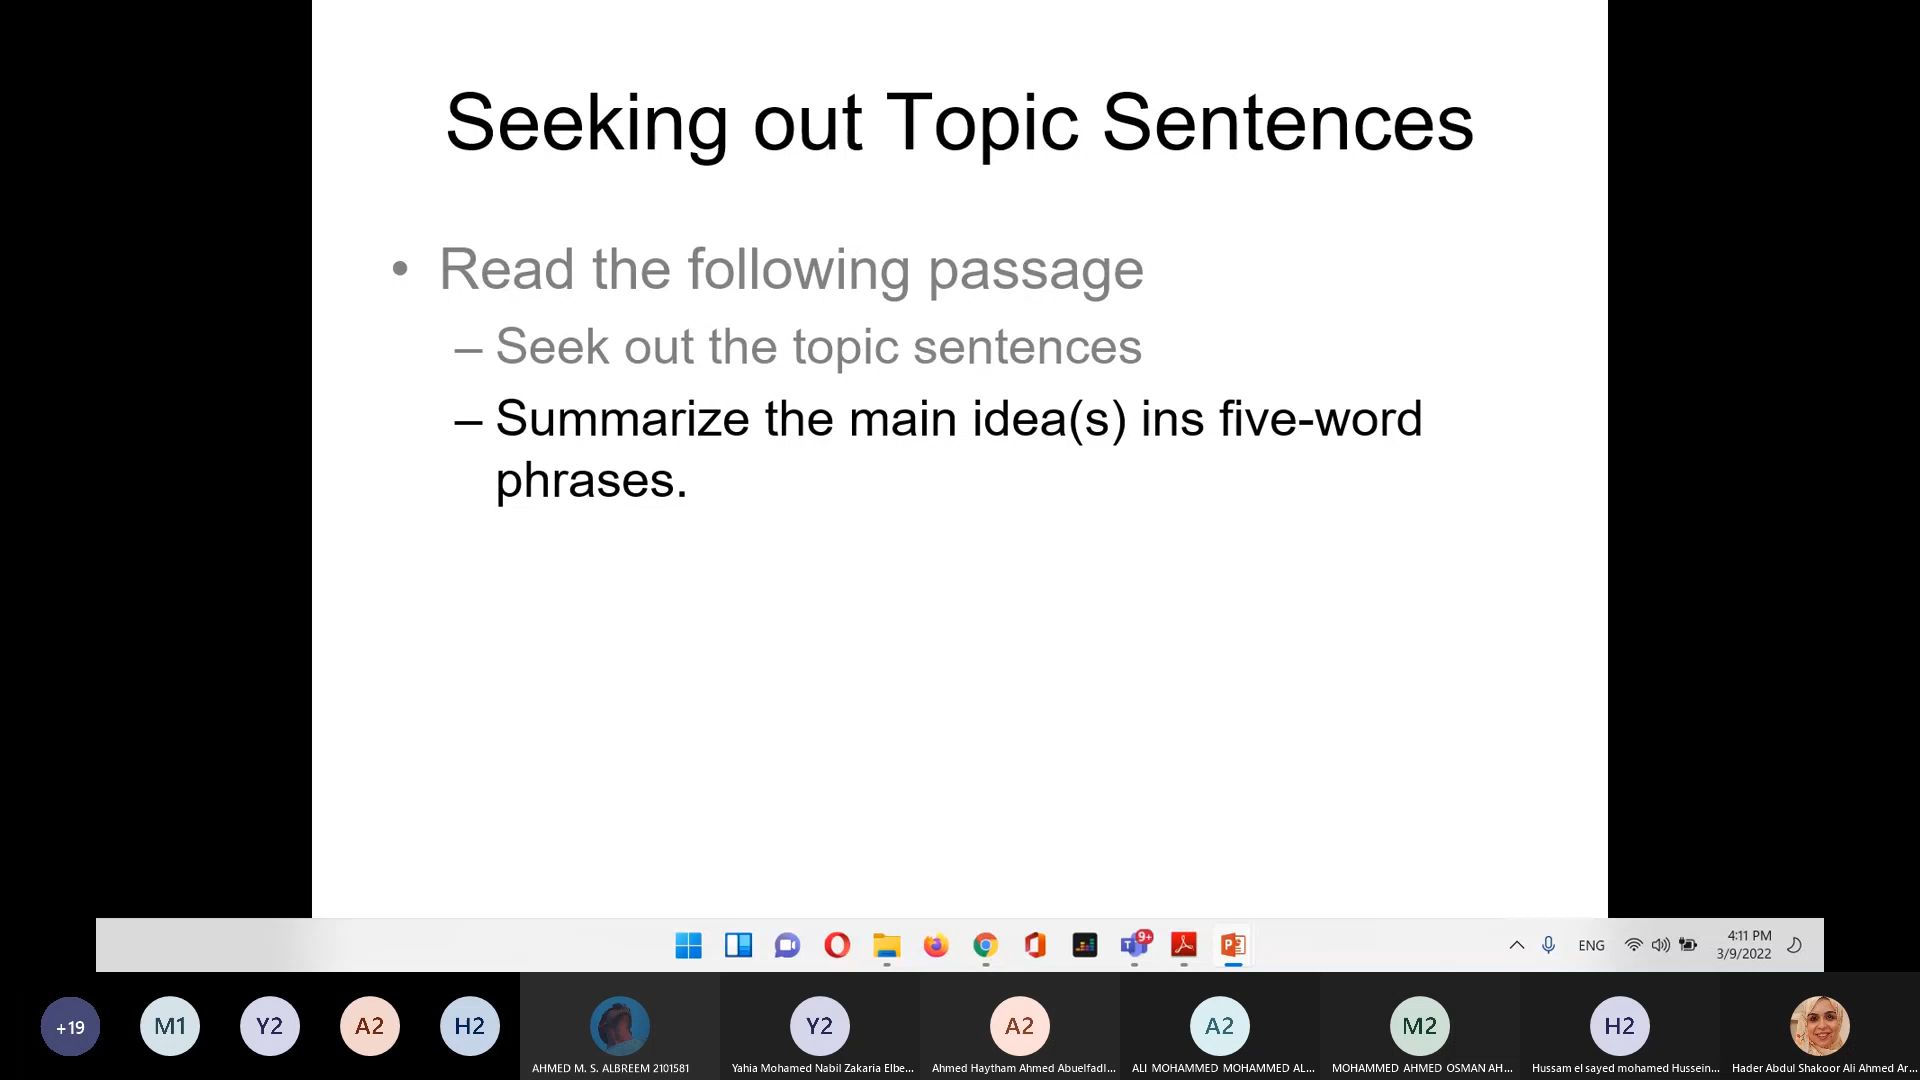 Seeking out Topic Sentences
• Read the following passage
– Seek out the topic sentences
– Summarize the main idea(s) ins five-word
phrases.
9+
ENG
4:11 PM
3/9/2022
+19
M1
Y2
A2
H2
Y2
A2
A2
M2
H2
AHMED M. S. ALBREEM 2101581
Yahia Mohamed Nabil Zakaria Elbe...
Ahmed Haytham Ahmed Abuelfadl...
ALI MOHAMMED MOHAMMED AL...
MOHAMMED AHMED OSMAN AH...
Hussam el sayed mohamed Hussein...
Hader Abdul Shakoor Ali Ahmed Ar...